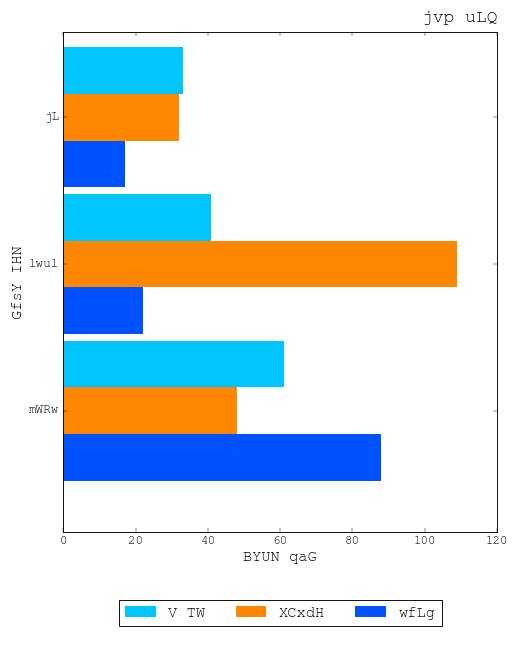 jvp uLQ
jL
lwul
mWRw
GfsY IHN
0 20 40 60 80 100 120
BYUN qaG
V TW XCxdH wfLg